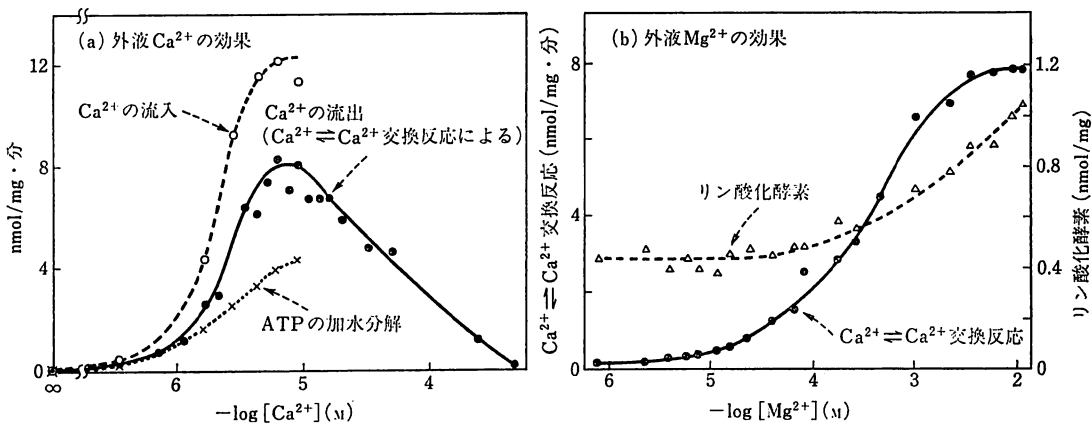 (a) 外液Ca²⁺の効果
12
8
4
0
nmol/mg・分
Ca²⁺の流入
Ca²⁺の流出
(Ca²⁺⇌Ca²⁺交換反応による)
ATPの加水分解
∞
6
5
4
−log[Ca²⁺](M)
(b) 外液Mg²⁺の効果
8
4
0
Ca²⁺⇌Ca²⁺交換反応 (nmol/mg・分)
リン酸化酵素
Ca²⁺⇌Ca²⁺交換反応
1.2
0.8
0.4
0
リン酸化酵素 (nmol/mg)
6
5
4
3
2
−log[Mg²⁺](M)